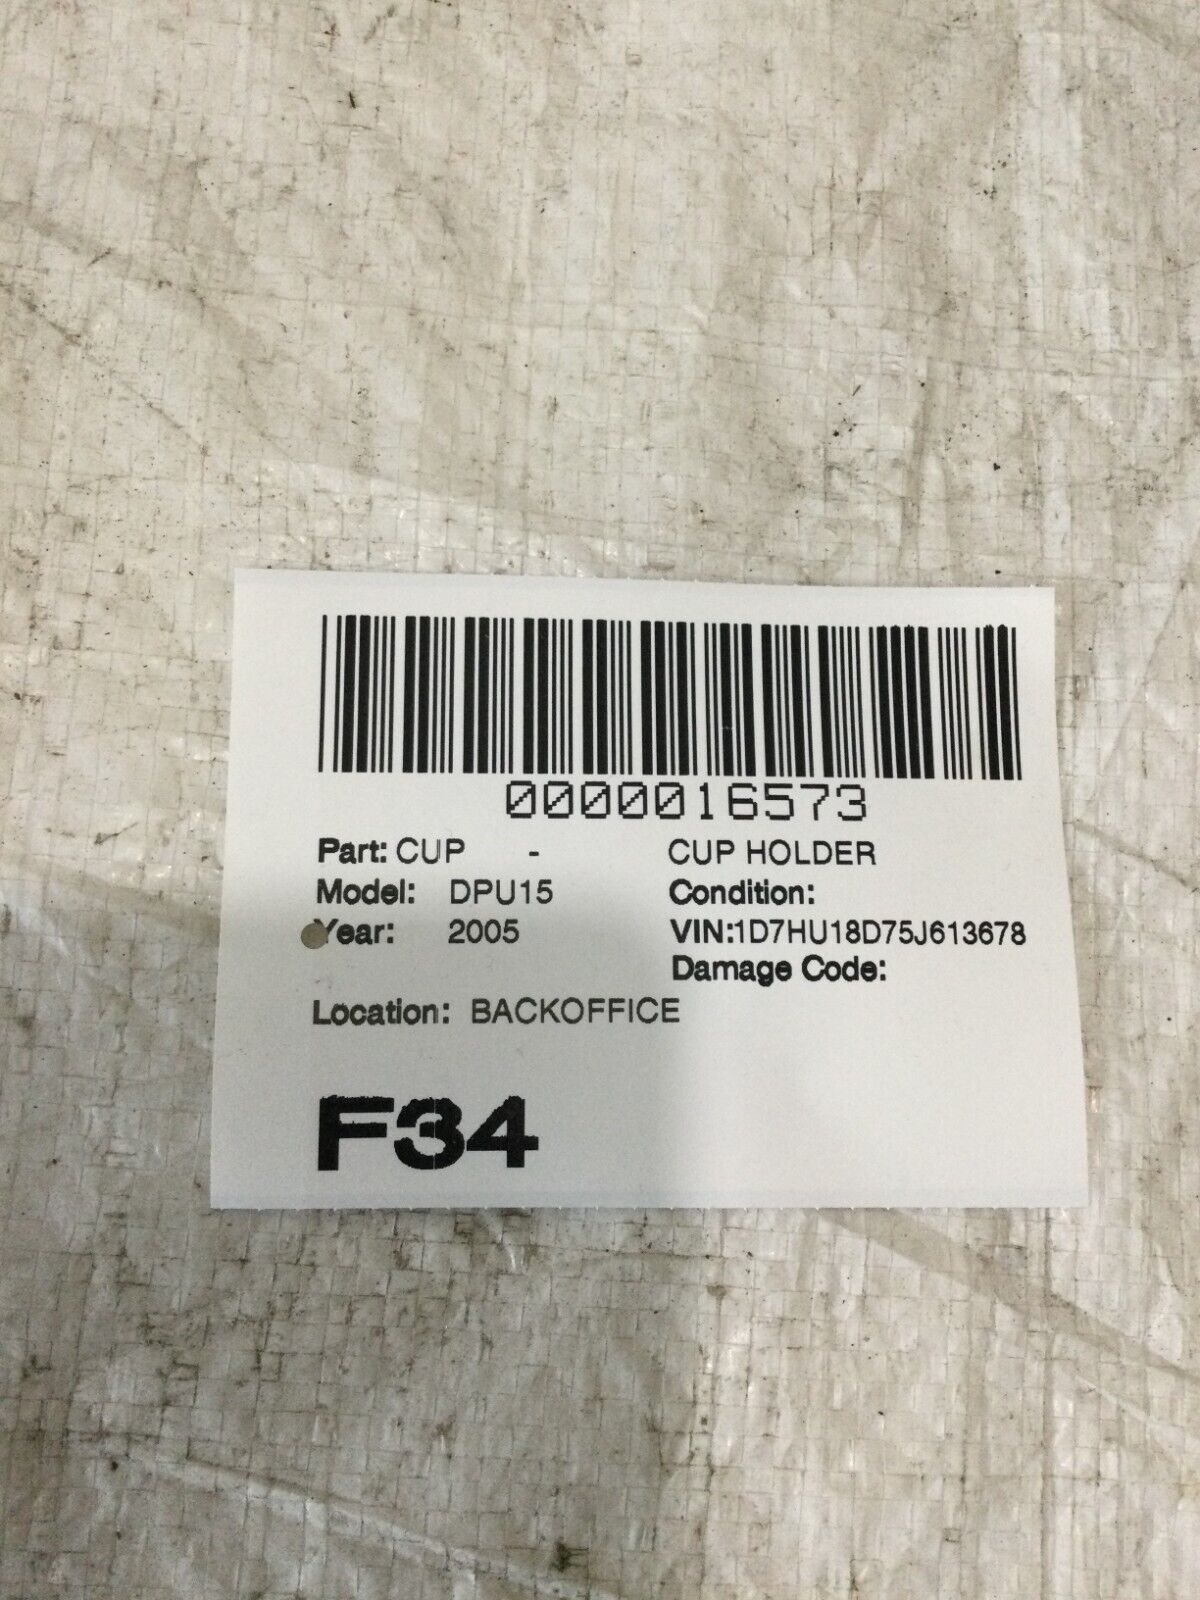 0000016573
Part: CUP - CUP HOLDER
Model: DPU15 Condition:
Year: 2005 VIN:1D7HU18D75J613678
Damage Code:
Location: BACKOFFICE
F34